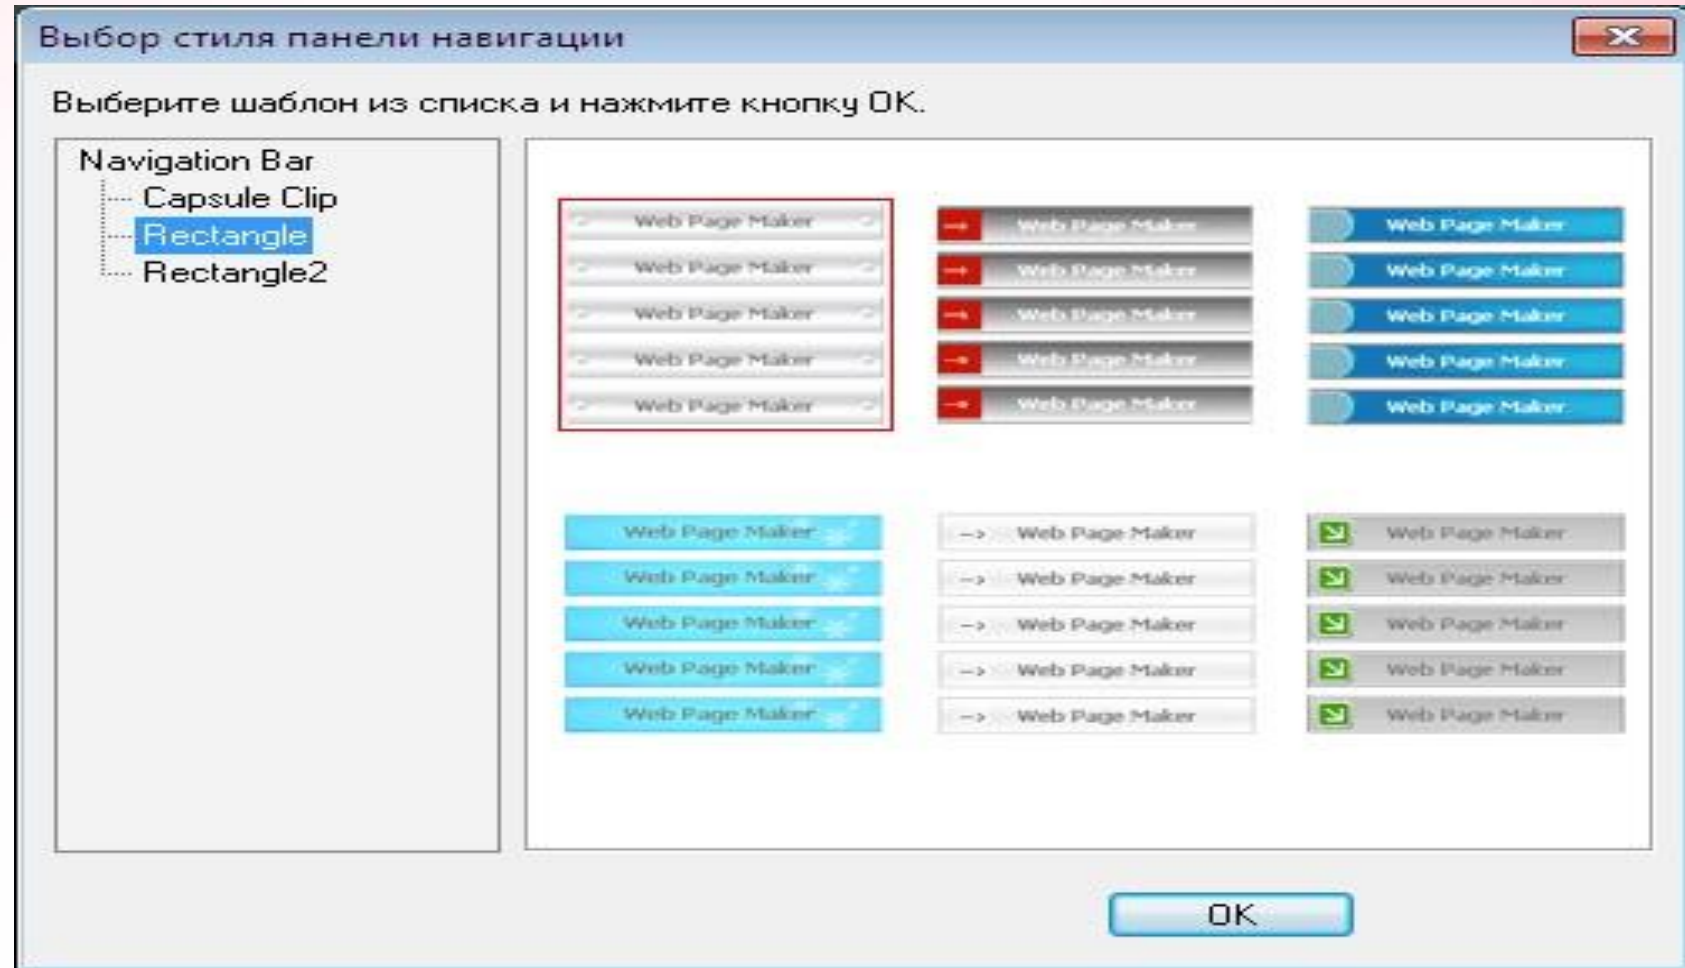 Выбор стиля панели навигации
Выберите шаблон из списка и нажмите кнопку OK.
Navigation Bar
Capsule Clip
Rectangle
Rectangle2
Web Page Maker Web Page Maker Web Page Maker
Web Page Maker Web Page Maker Web Page Maker
Web Page Maker Web Page Maker Web Page Maker
Web Page Maker Web Page Maker Web Page Maker
Web Page Maker Web Page Maker Web Page Maker
Web Page Maker --> Web Page Maker Web Page Maker
Web Page Maker --> Web Page Maker Web Page Maker
Web Page Maker --> Web Page Maker Web Page Maker
Web Page Maker --> Web Page Maker Web Page Maker
Web Page Maker --> Web Page Maker Web Page Maker
OK